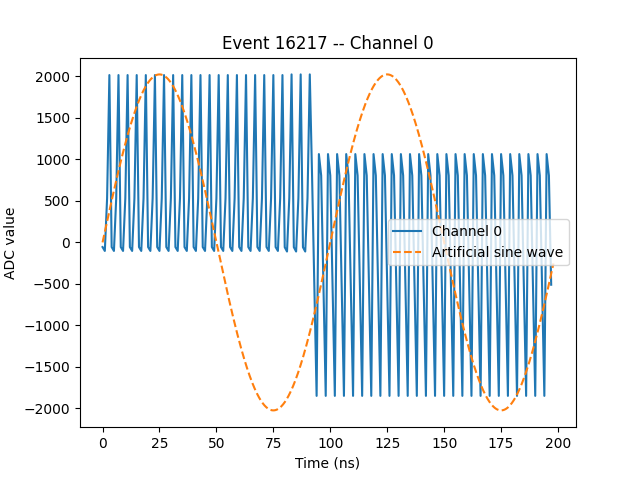 Event 16217 -- Channel 0
ADC value
2000
1500
1000
500
0
−500
−1000
−1500
−2000
Channel 0
Artificial sine wave
0 25 50 75 100 125 150 175 200
Time (ns)